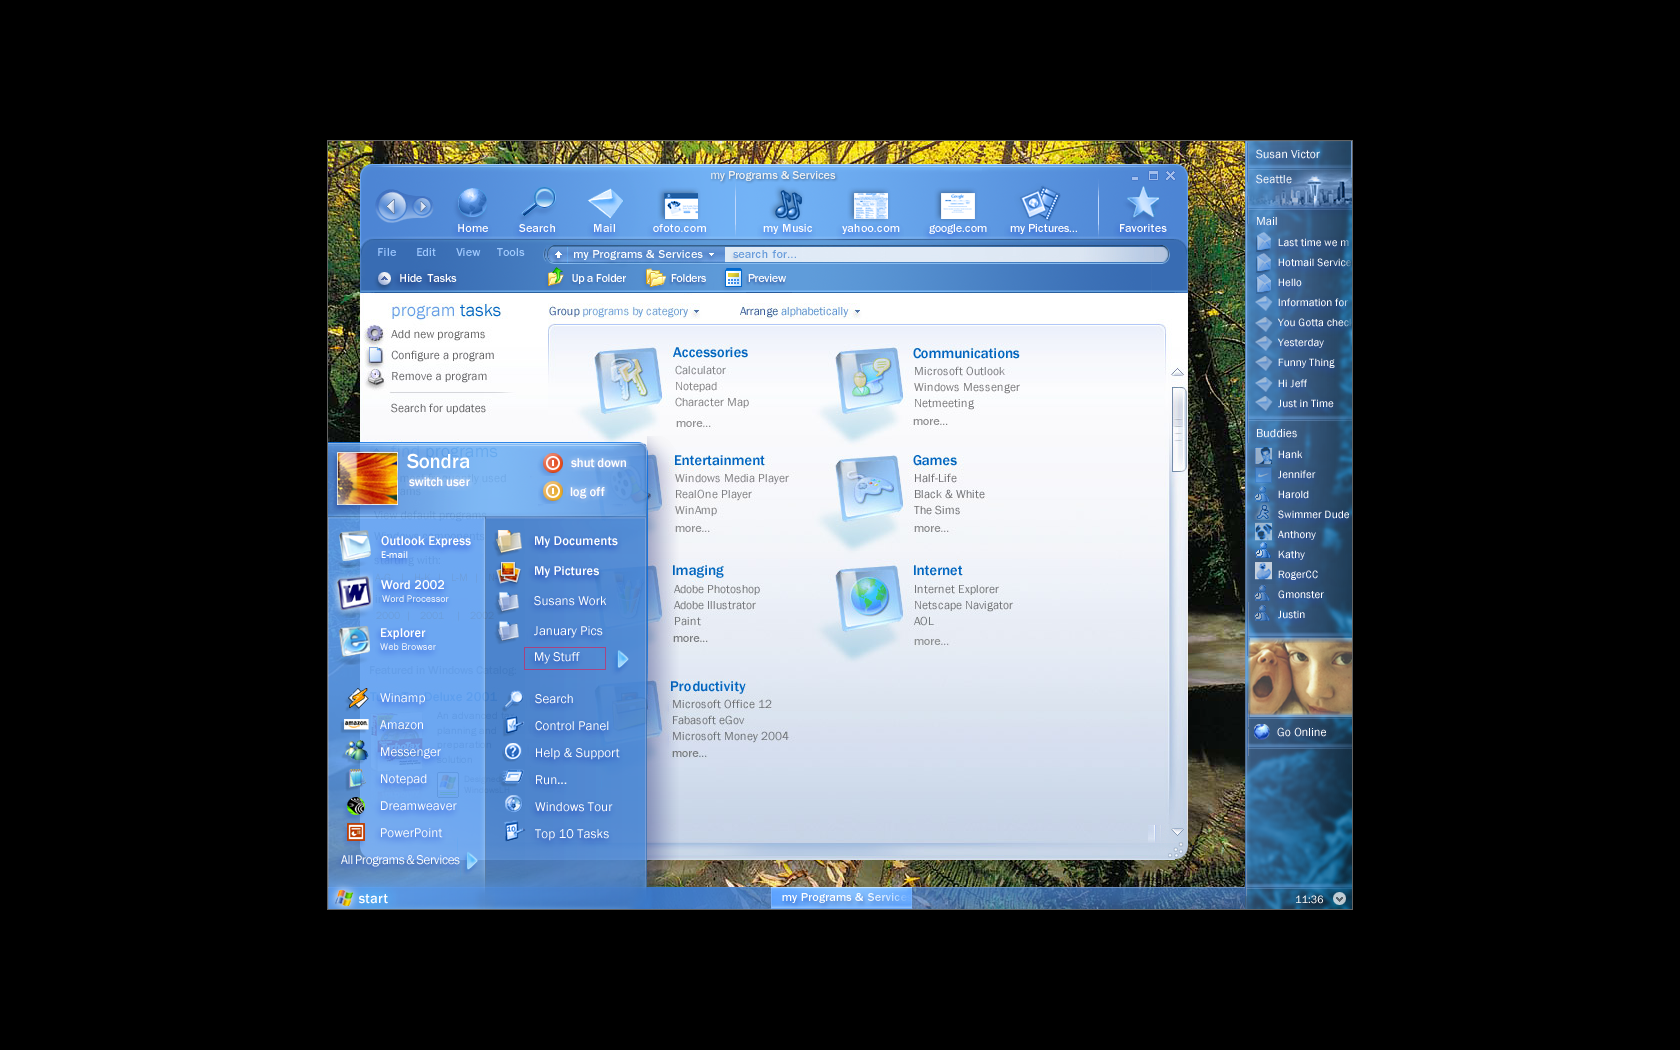 my Programs & Services
Home
Search
Mail
ofoto.com
my Music
yahoo.com
google.com
my Pictures...
Favorites
File
Edit
View
Tools
my Programs & Services
search for...
Hide Tasks
Up a Folder
Folders
Preview
program tasks
Add new programs
Configure a program
Remove a program
Search for updates
Group programs by category
Arrange alphabetically
Accessories
Calculator
Notepad
Character Map
more...
Communications
Microsoft Outlook
Windows Messenger
Netmeeting
more...
Entertainment
Windows Media Player
RealOne Player
WinAmp
more...
Games
Half-Life
Black & White
The Sims
more...
Imaging
Adobe Photoshop
Adobe Illustrator
Paint
more...
Internet
Internet Explorer
Netscape Navigator
AOL
more...
Productivity
Microsoft Office 12
Fabasoft eGov
Microsoft Money 2004
more...
Sondra
switch user
shut down
log off
Outlook Express
E-mail
Word 2002
Word Processor
Explorer
Web Browser
Winamp
amazon
Amazon
Messenger
Notepad
Dreamweaver
PowerPoint
All Programs & Services
My Documents
My Pictures
Susans Work
January Pics
My Stuff
Search
Control Panel
Help & Support
Run...
Windows Tour
Top 10 Tasks
start
my Programs & Service
Susan Victor
Seattle
Mail
Last time we m
Hotmail Service
Hello
Information for
You Gotta chec
Yesterday
Funny Thing
Hi Jeff
Just in Time
Buddies
Hank
Jennifer
Harold
Swimmer Dude
Anthony
Kathy
RogerCC
Gmonster
Justin
Go Online
11:36